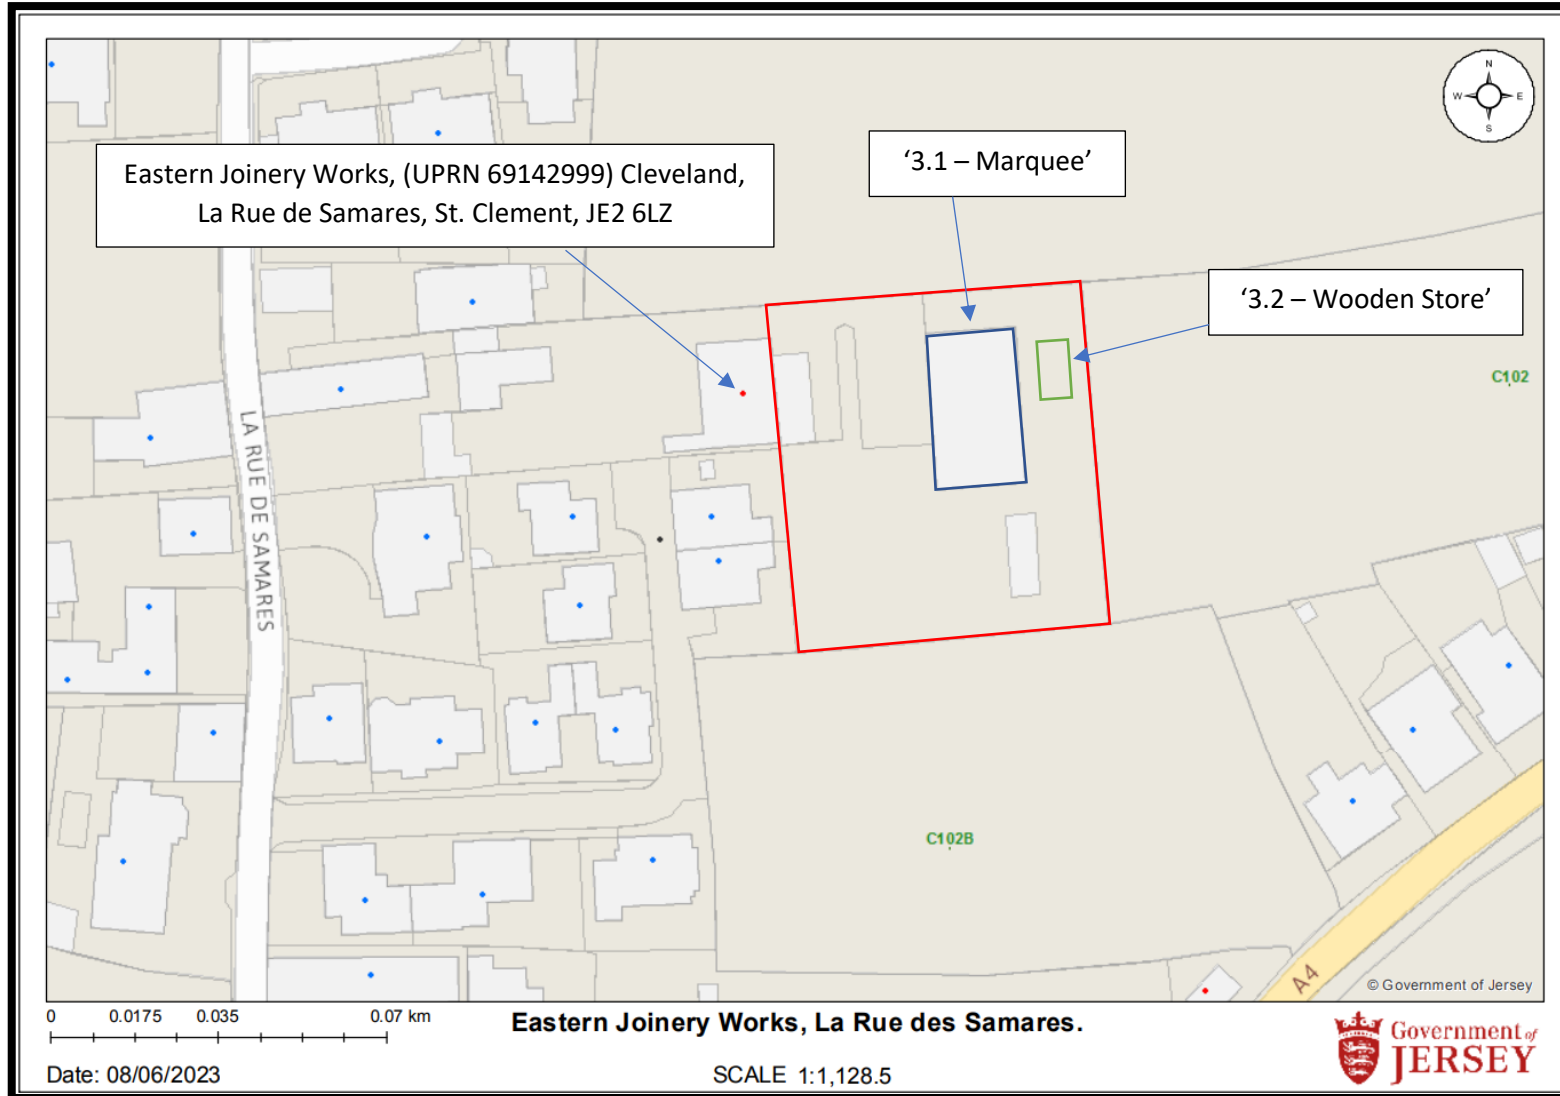 N
W E
S
Eastern Joinery Works, (UPRN 69142999) Cleveland,
La Rue de Samares, St. Clement, JE2 6LZ
‘3.1 – Marquee’
‘3.2 – Wooden Store’
C102
LA RUE DE SAMARES
C102B
A4
© Government of Jersey
0 0.0175 0.035 0.07 km
Eastern Joinery Works, La Rue des Samares.
Date: 08/06/2023
SCALE 1:1,128.5
Government of
JERSEY